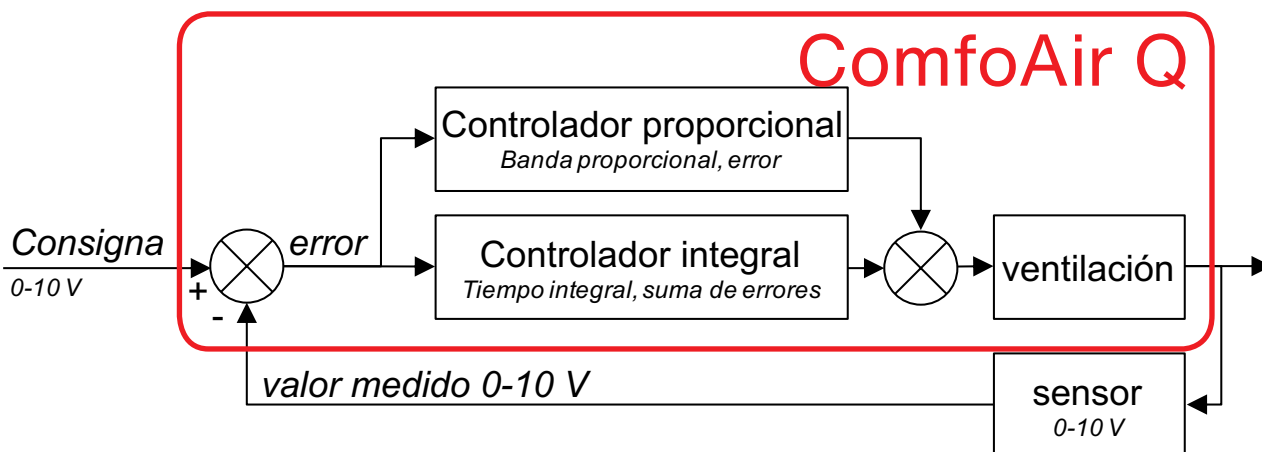 ComfoAir Q
Controlador proporcional
Banda proporcional, error
Consigna
0-10 V
+
-
error
Controlador integral
Tiempo integral, suma de errores
ventilación
valor medido 0-10 V
sensor
0-10 V